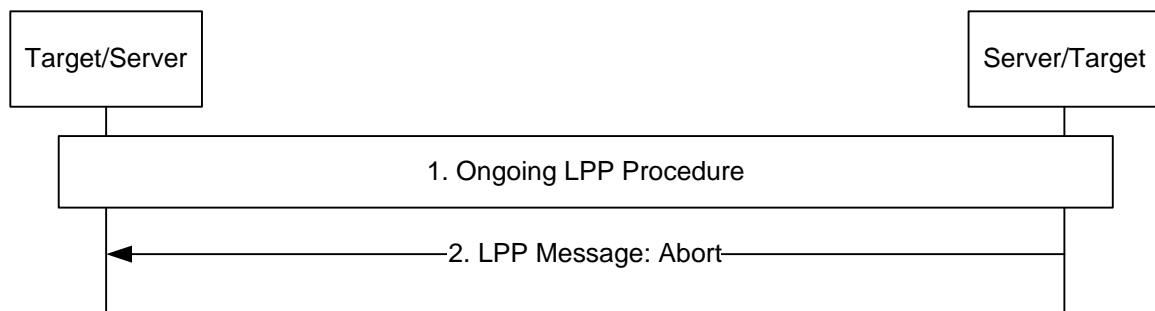 Target/Server
Server/Target
1. Ongoing LPP Procedure
2. LPP Message: Abort